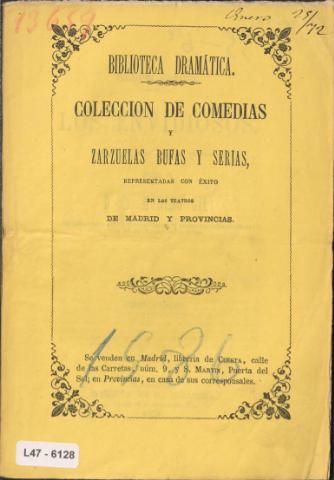 13659
Enero 25/72
BIBLIOTECA DRAMÁTICA.
COLECCION DE COMEDIAS
Y
ZARZUELAS BUFAS Y SERIAS,
REPRESENTADAS CON ÉXITO
EN LOS TEATROS
DE MADRID Y PROVINCIAS.
Se venden en Madrid, librería de CUESTA, calle
de las Carretas, núm. 9, y S. MARTIN, Puerta del
Sol; en Provincias, en casa de sus corresponsales.
L47 - 6128